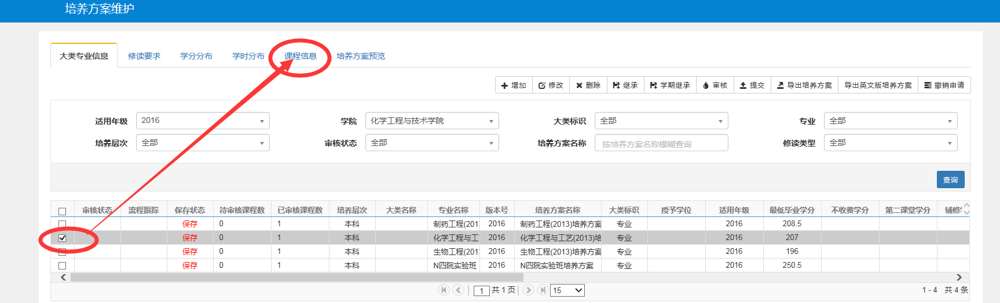 培养方案维护
大类专业信息 修读要求 学分分布 学时分布 课程信息 培养方案预览
增加 修改 删除 继承 学期继承 审核 提交 导出培养方案 导出英文版培养方案 撤销申请
适用年级 2016 学院 化学工程与技术学院 大类标识 全部 专业 全部
培养层次 全部 审核状态 全部 培养方案名称 按培养方案名称模糊查询 修读类型 全部
查询
审核状态 流程跟踪 保存状态 待审核课程数 已审核课程数 培养层次 大类名称 专业名称 版本号 培养方案名称 大类标识 授予学位 适用年级 最低毕业学分 不收费学分 第二课堂学分 辅修
保存 0 1 本科 制药工程(201 2016 制药工程(2013)培养方案 专业 2016 208.5
保存 0 1 本科 化学工程与工 2016 化学工程与工艺(2013)培 专业 2016 207
保存 0 1 本科 生物工程(201 2016 生物工程(2013)培养方案 专业 2016 196
保存 0 1 本科 N四院实验班 2016 N四院实验班培养方案 专业 2016 250.5
1 共 1 页 15 1 - 4 共 4 条